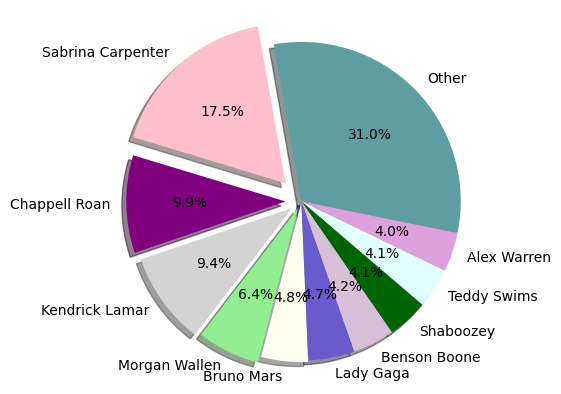 Sabrina Carpenter
17.5%
Other
31.0%
Chappell Roan
9.9%
Kendrick Lamar
9.4%
Morgan Wallen
6.4%
Bruno Mars
4.8%
Lady Gaga
4.7%
Benson Boone
4.2%
Shaboozey
4.1%
Teddy Swims
4.1%
Alex Warren
4.0%